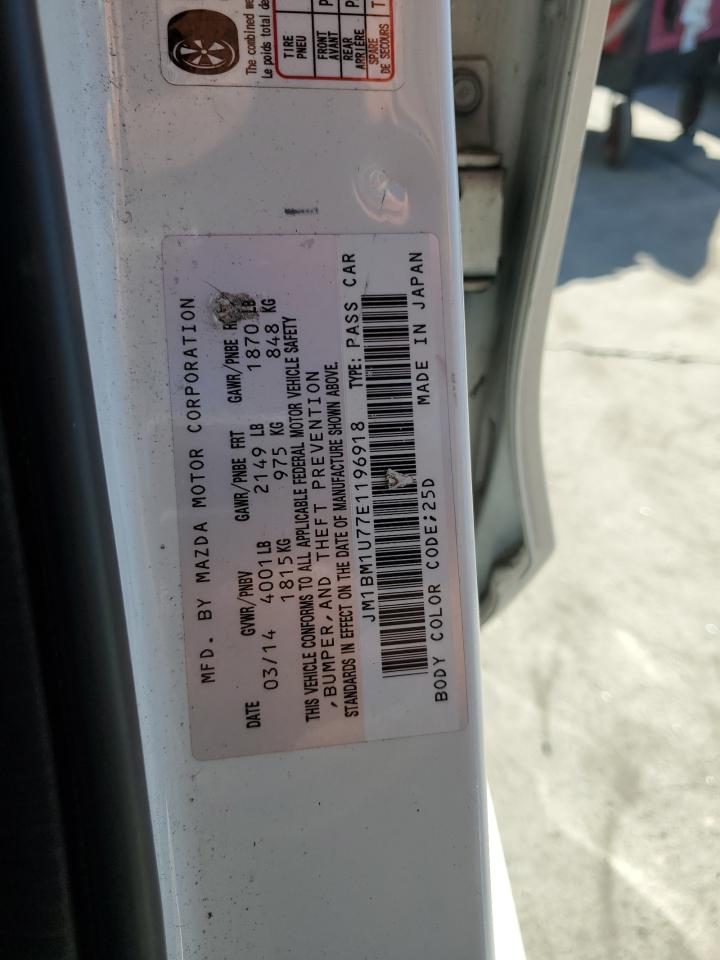 The combined we
Le poids total de
TIRE
PNEU
FRONT
AVANT
REAR
ARRIÈRE
SPARE
DE SECOURS
MFD. BY MAZDA MOTOR CORPORATION
DATE GVWR/PNBV GAWR/PNBE FRT GAWR/PNBE
03/14 4001LB 2149 LB 1870 LB
1815KG 975 KG 848 KG
THIS VEHICLE CONFORMS TO ALL APPLICABLE FEDERAL MOTOR VEHICLE SAFETY
,BUMPER,AND THEFT PREVENTION
STANDARDS IN EFFECT ON THE DATE OF MANUFACTURE SHOWN ABOVE.
JM1BM1U77E1196918 TYPE: PASS CAR
BODY COLOR CODE;25D MADE IN JAPAN